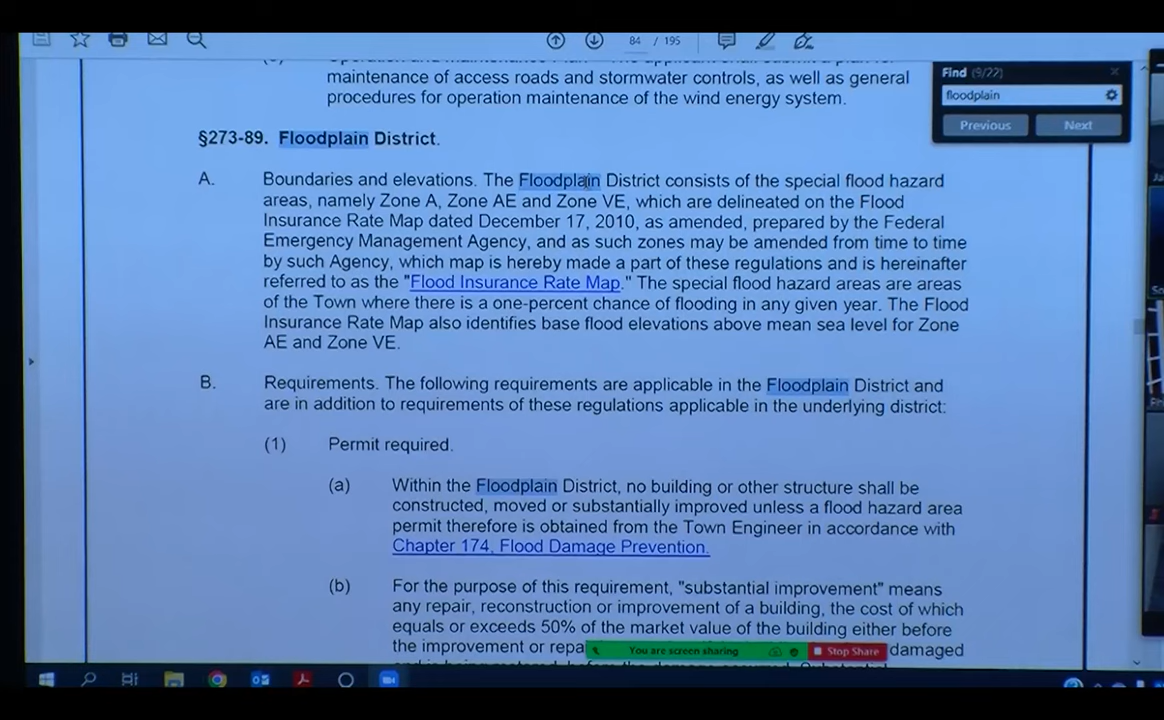 84 / 195
Find (9/22)
floodplain
Previous
Next
maintenance of access roads and stormwater controls, as well as general
procedures for operation maintenance of the wind energy system.
§273-89. Floodplain District.
A. Boundaries and elevations. The Floodplain District consists of the special flood hazard
areas, namely Zone A, Zone AE and Zone VE, which are delineated on the Flood
Insurance Rate Map dated December 17, 2010, as amended, prepared by the Federal
Emergency Management Agency, and as such zones may be amended from time to time
by such Agency, which map is hereby made a part of these regulations and is hereinafter
referred to as the "Flood Insurance Rate Map." The special flood hazard areas are areas
of the Town where there is a one-percent chance of flooding in any given year. The Flood
Insurance Rate Map also identifies base flood elevations above mean sea level for Zone
AE and Zone VE.
B. Requirements. The following requirements are applicable in the Floodplain District and
are in addition to requirements of these regulations applicable in the underlying district:
(1) Permit required.
(a) Within the Floodplain District, no building or other structure shall be
constructed, moved or substantially improved unless a flood hazard area
permit therefore is obtained from the Town Engineer in accordance with
Chapter 174, Flood Damage Prevention.
(b) For the purpose of this requirement, "substantial improvement" means
any repair, reconstruction or improvement of a building, the cost of which
equals or exceeds 50% of the market value of the building either before
the improvement or repa damaged
You are screen sharing
Stop Share